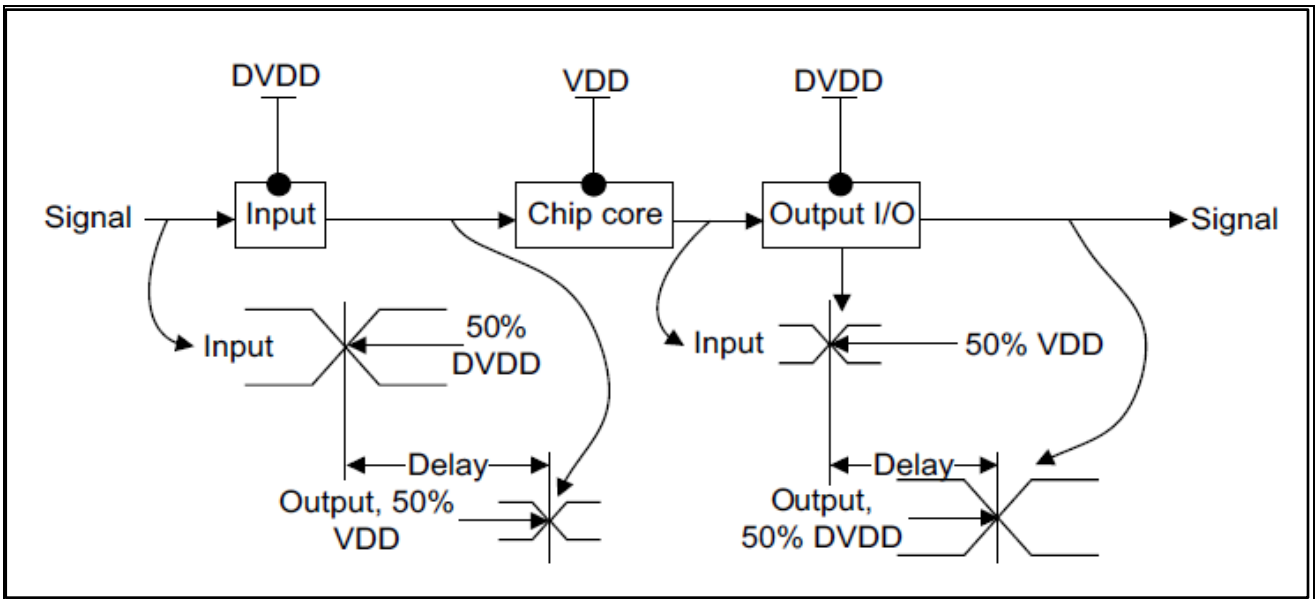 DVDD
VDD
DVDD
Signal
Input
Chip core
Output I/O
Signal
Input
50%
DVDD
Input
50% VDD
Delay
Output, 50%
VDD
Delay
Output,
50% DVDD